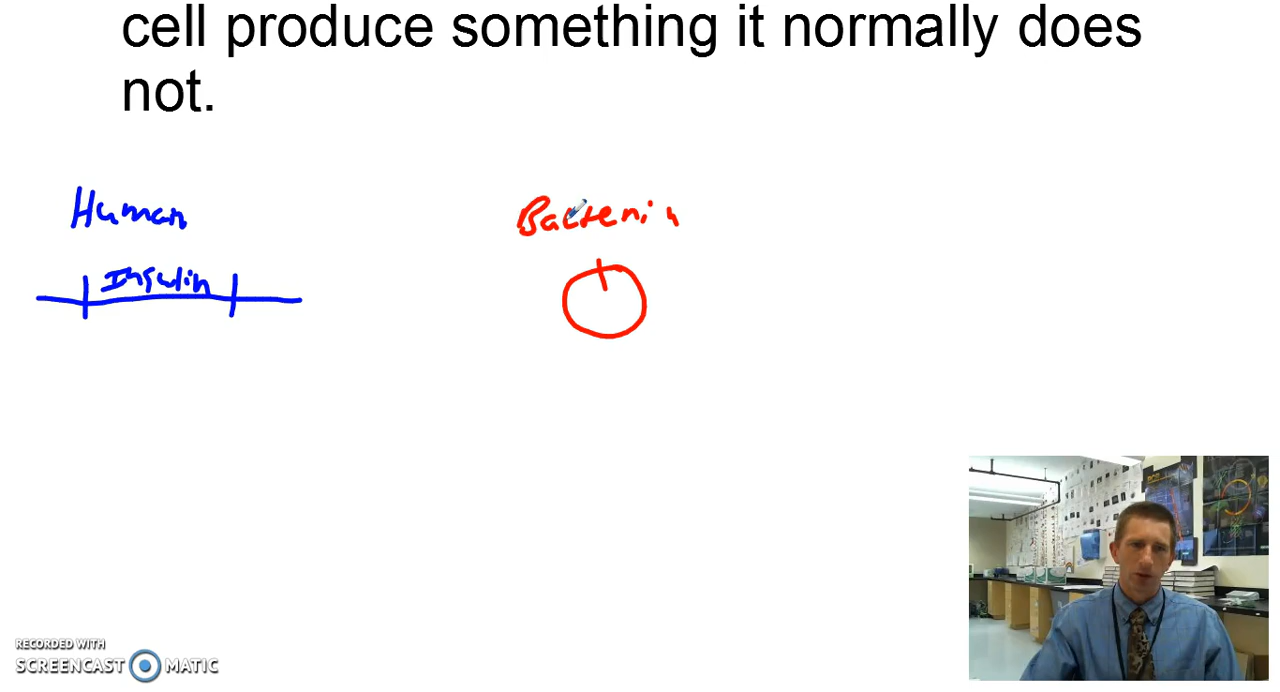 cell produce something it normally does
not.
Human
Bacteria
Insulin
RECORDED WITH
SCREENCAST MATIC